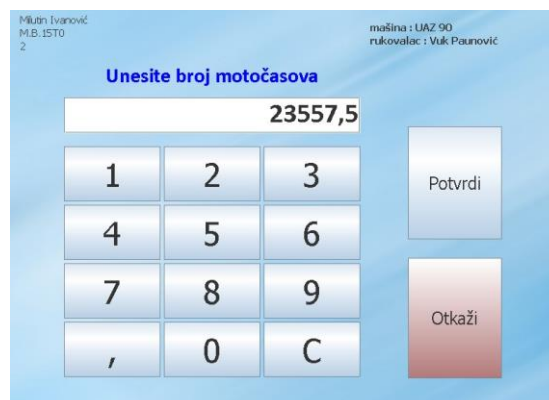 Milutin Ivanović
M.B.1ST0
2
mašina : UAZ 90
rukovalac : Vuk Paunović
Unesite broj motočasova
23557,5
1 2 3
4 5 6
7 8 9
, 0 C
Potvrdi
Otkaži